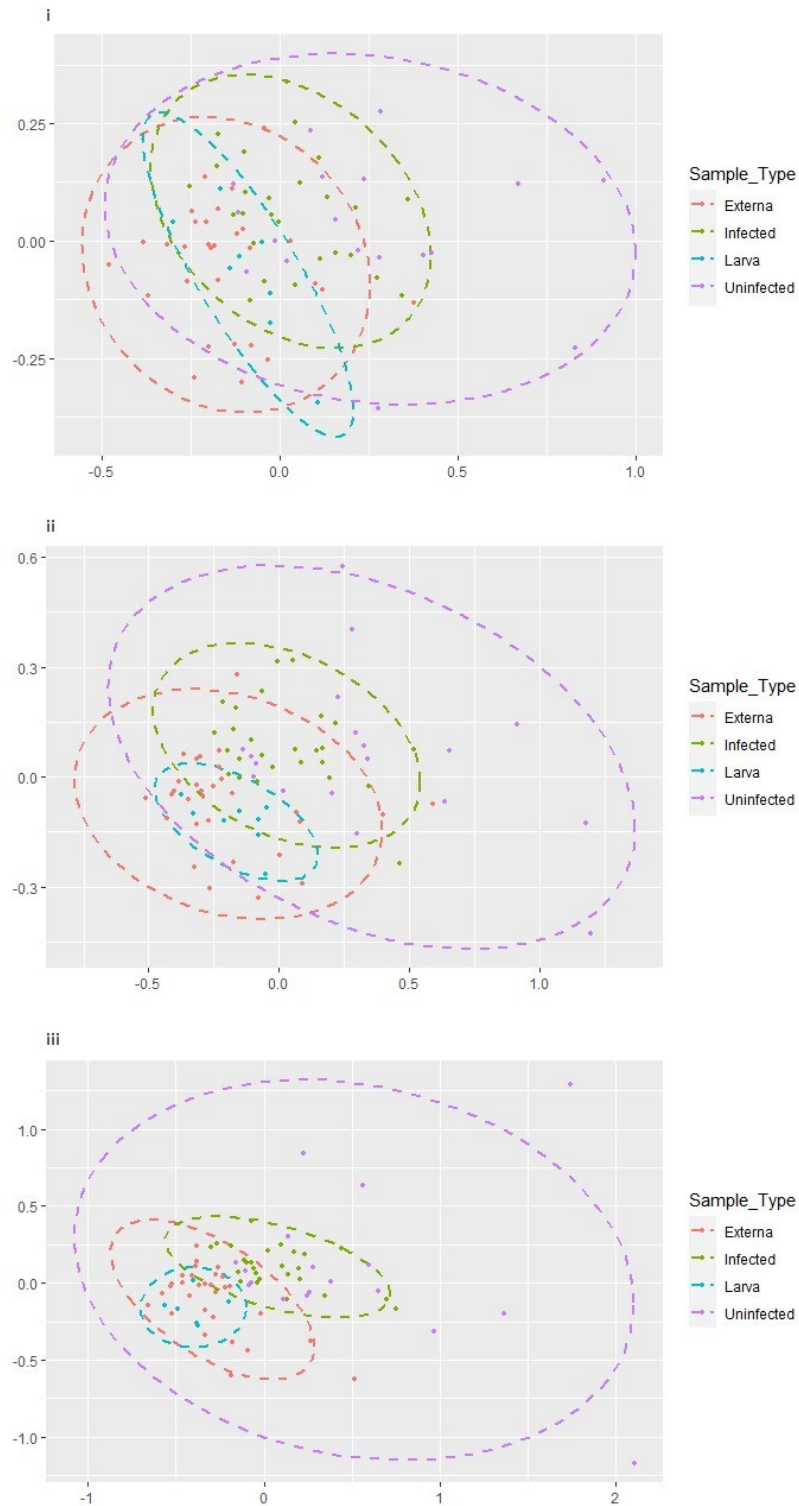 i
0.25
0.00
-0.25
-0.5 0.0 0.5 1.0
Sample_Type
Externa
Infected
Larva
Uninfected
ii
0.6
0.3
0.0
-0.3
-0.5 0.0 0.5 1.0
Sample_Type
Externa
Infected
Larva
Uninfected
iii
1.0
0.5
0.0
-0.5
-1.0
-1 0 1 2
Sample_Type
Externa
Infected
Larva
Uninfected